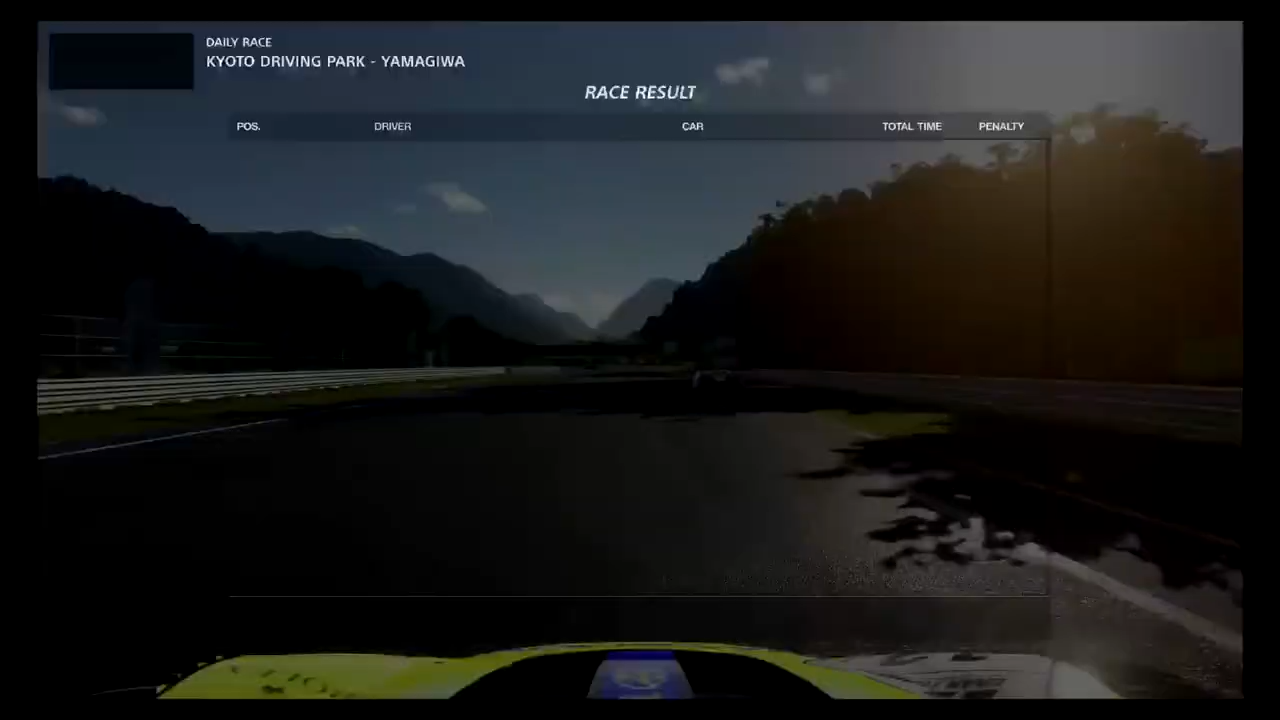 DAILY RACE
KYOTO DRIVING PARK - YAMAGIWA
RACE RESULT
POS. DRIVER CAR TOTAL TIME PENALTY